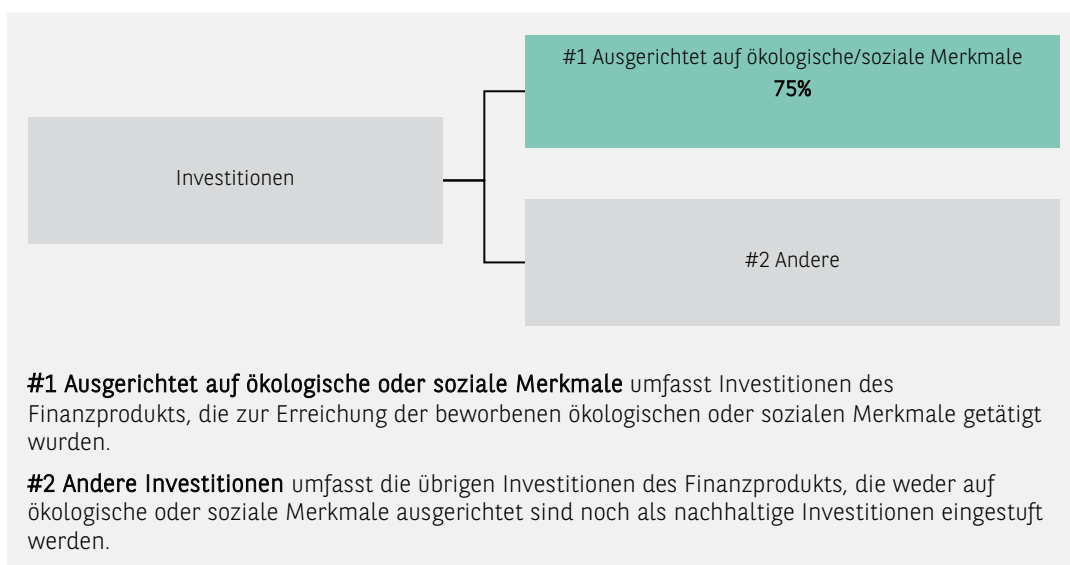 #1 Ausgerichtet auf ökologische/soziale Merkmale
75%
Investitionen
#2 Andere
#1 Ausgerichtet auf ökologische oder soziale Merkmale umfasst Investitionen des
Finanzprodukts, die zur Erreichung der beworbenen ökologischen oder sozialen Merkmale getätigt
wurden.
#2 Andere Investitionen umfasst die übrigen Investitionen des Finanzprodukts, die weder auf
ökologische oder soziale Merkmale ausgerichtet sind noch als nachhaltige Investitionen eingestuft
werden.